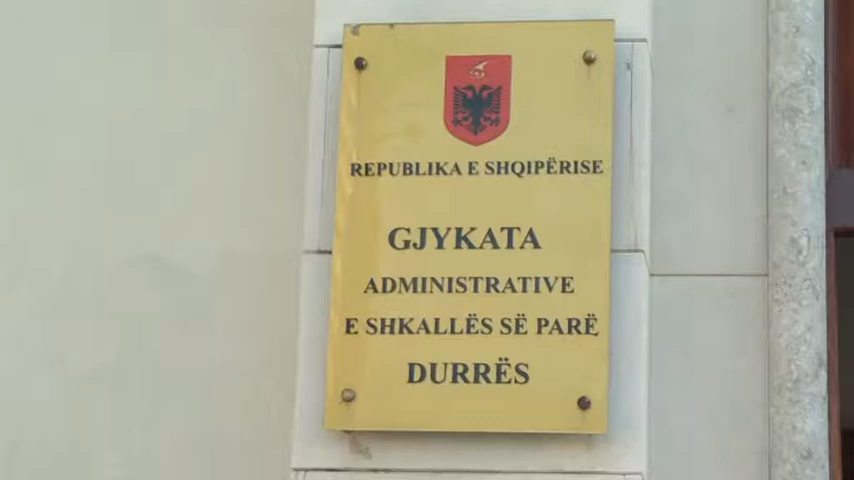 REPUBLIKA E SHQIPËRISE
GJYKATA
ADMINISTRATIVE
E SHKALLËS SË PARË
DURRËS